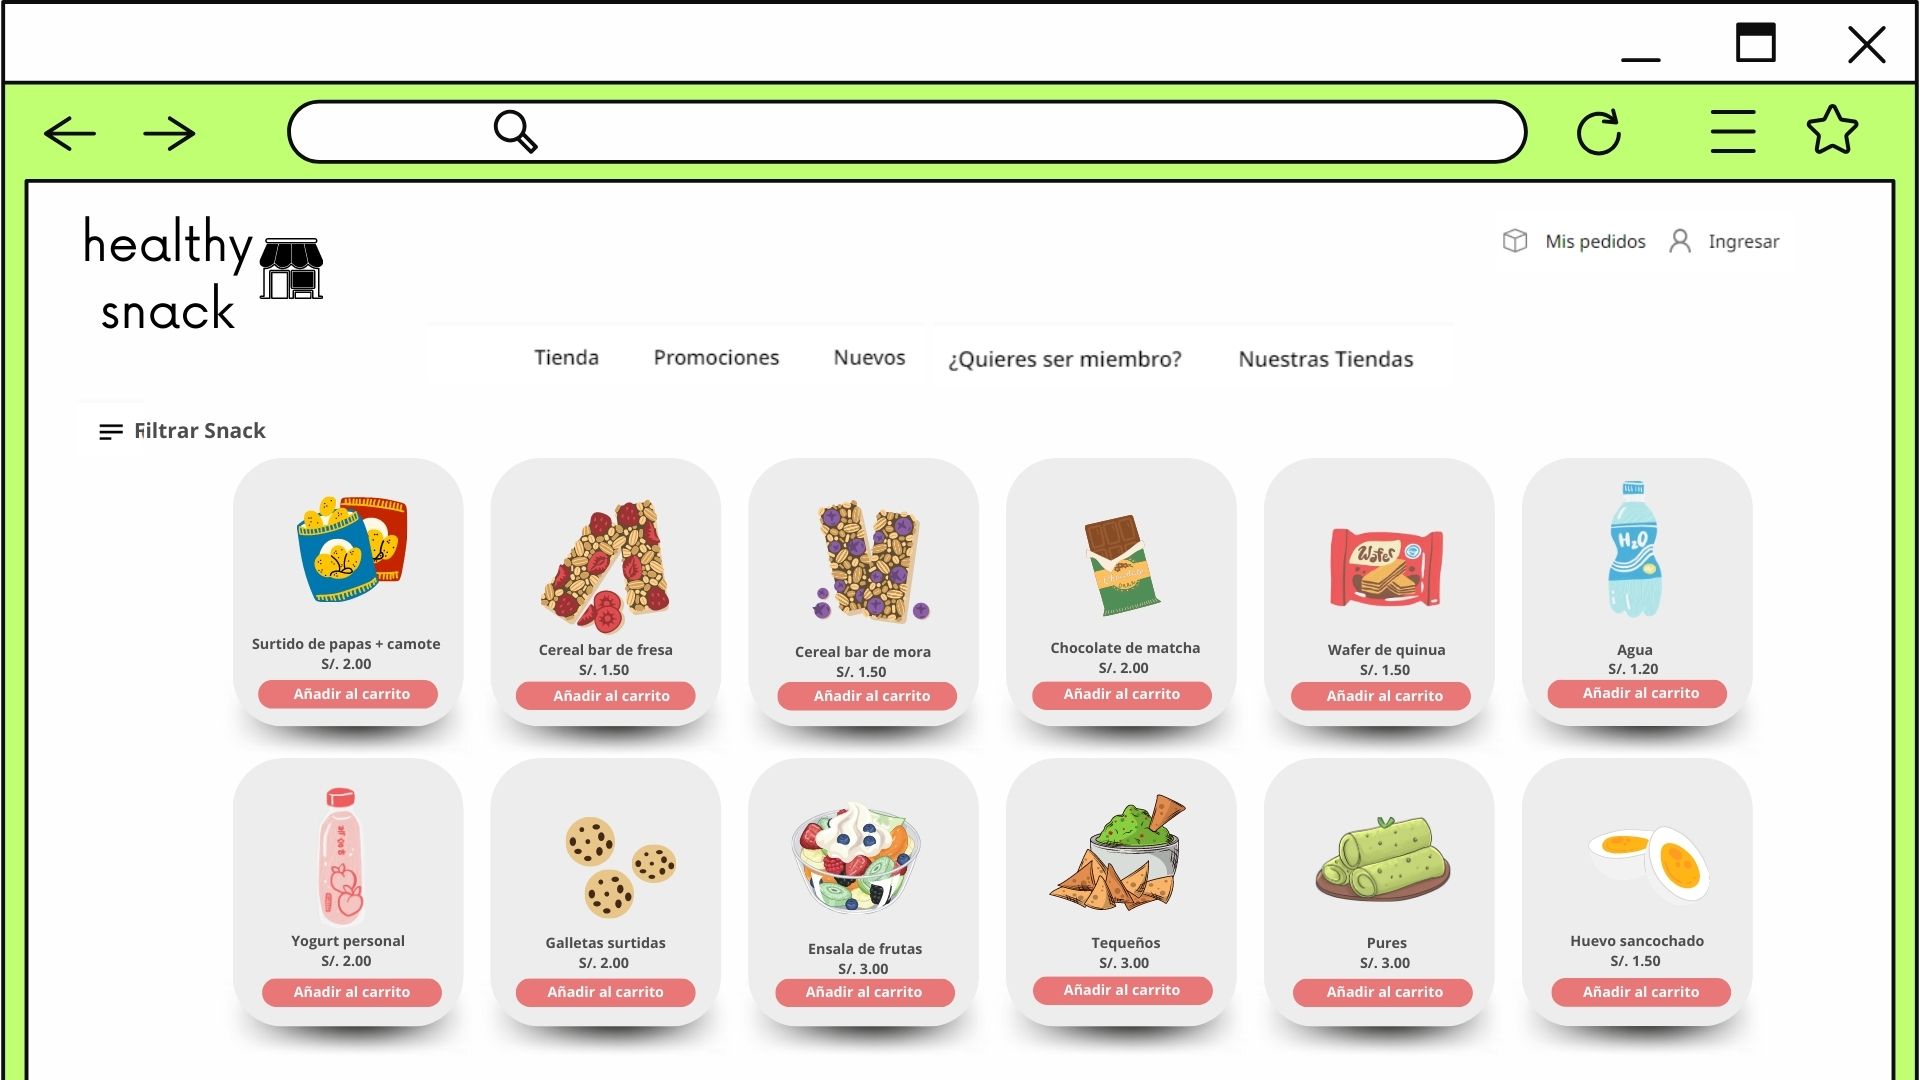 healthy
snack
Mis pedidos
Ingresar
Tienda
Promociones
Nuevos
¿Quieres ser miembro?
Nuestras Tiendas
Filtrar Snack
Surtido de papas + camote
S/. 2.00
Añadir al carrito
Cereal bar de fresa
S/. 1.50
Añadir al carrito
Cereal bar de mora
S/. 1.50
Añadir al carrito
Chocolate
Chocolate de matcha
S/. 2.00
Añadir al carrito
Wafer
Wafer de quinua
S/. 1.50
Añadir al carrito
H₂O
Agua
S/. 1.20
Añadir al carrito
Yogurt personal
S/. 2.00
Añadir al carrito
Galletas surtidas
S/. 2.00
Añadir al carrito
Ensala de frutas
S/. 3.00
Añadir al carrito
Tequeños
S/. 3.00
Añadir al carrito
Pures
S/. 3.00
Añadir al carrito
Huevo sancochado
S/. 1.50
Añadir al carrito